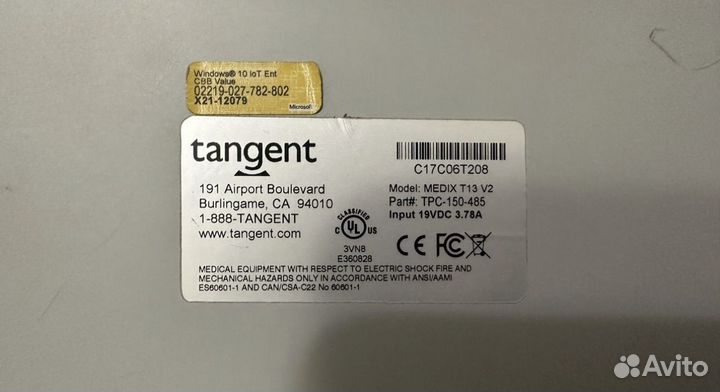 Windows® 10 IoT Ent
CBB Value
02219-027-782-802
X21-12079
Microsoft
tangent
191 Airport Boulevard
Burlingame, CA 94010
1-888-TANGENT
www.tangent.com
C17C06T208
Model: MEDIX T13 V2
Part#: TPC-150-485
Input 19VDC 3.78A
CLASSIFIED
C UL US
3VN8
E360828
CE FC
MEDICAL EQUIPMENT WITH RESPECT TO ELECTRIC SHOCK FIRE AND
MECHANICAL HAZARDS ONLY IN ACCORDANCE WITH ANSI/AAMI
ES60601-1 AND CAN/CSA-C22 No 60601-1
Avito